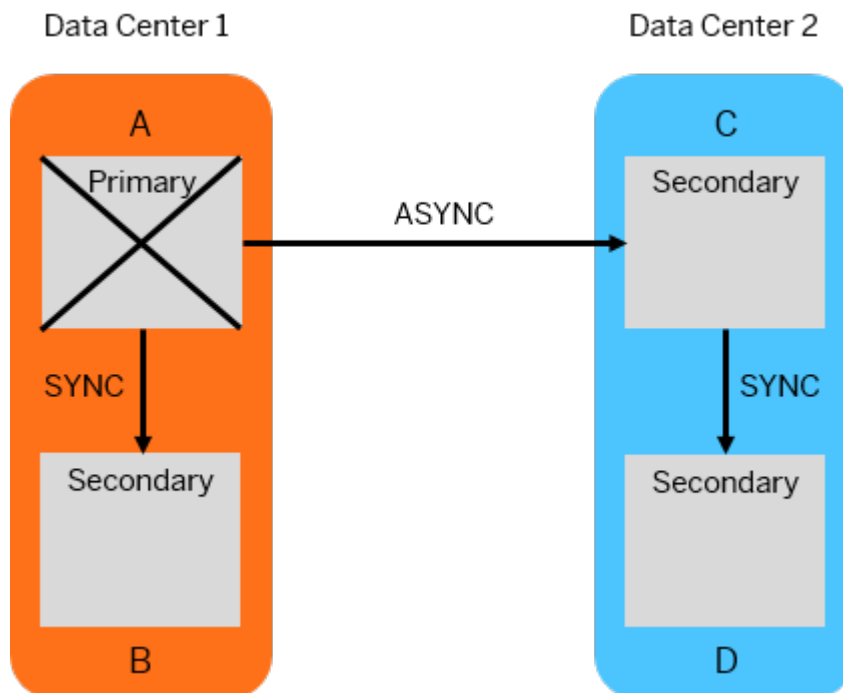 Data Center 1
Data Center 2
A
C
Primary
Secondary
ASYNC
SYNC
SYNC
Secondary
Secondary
B
D